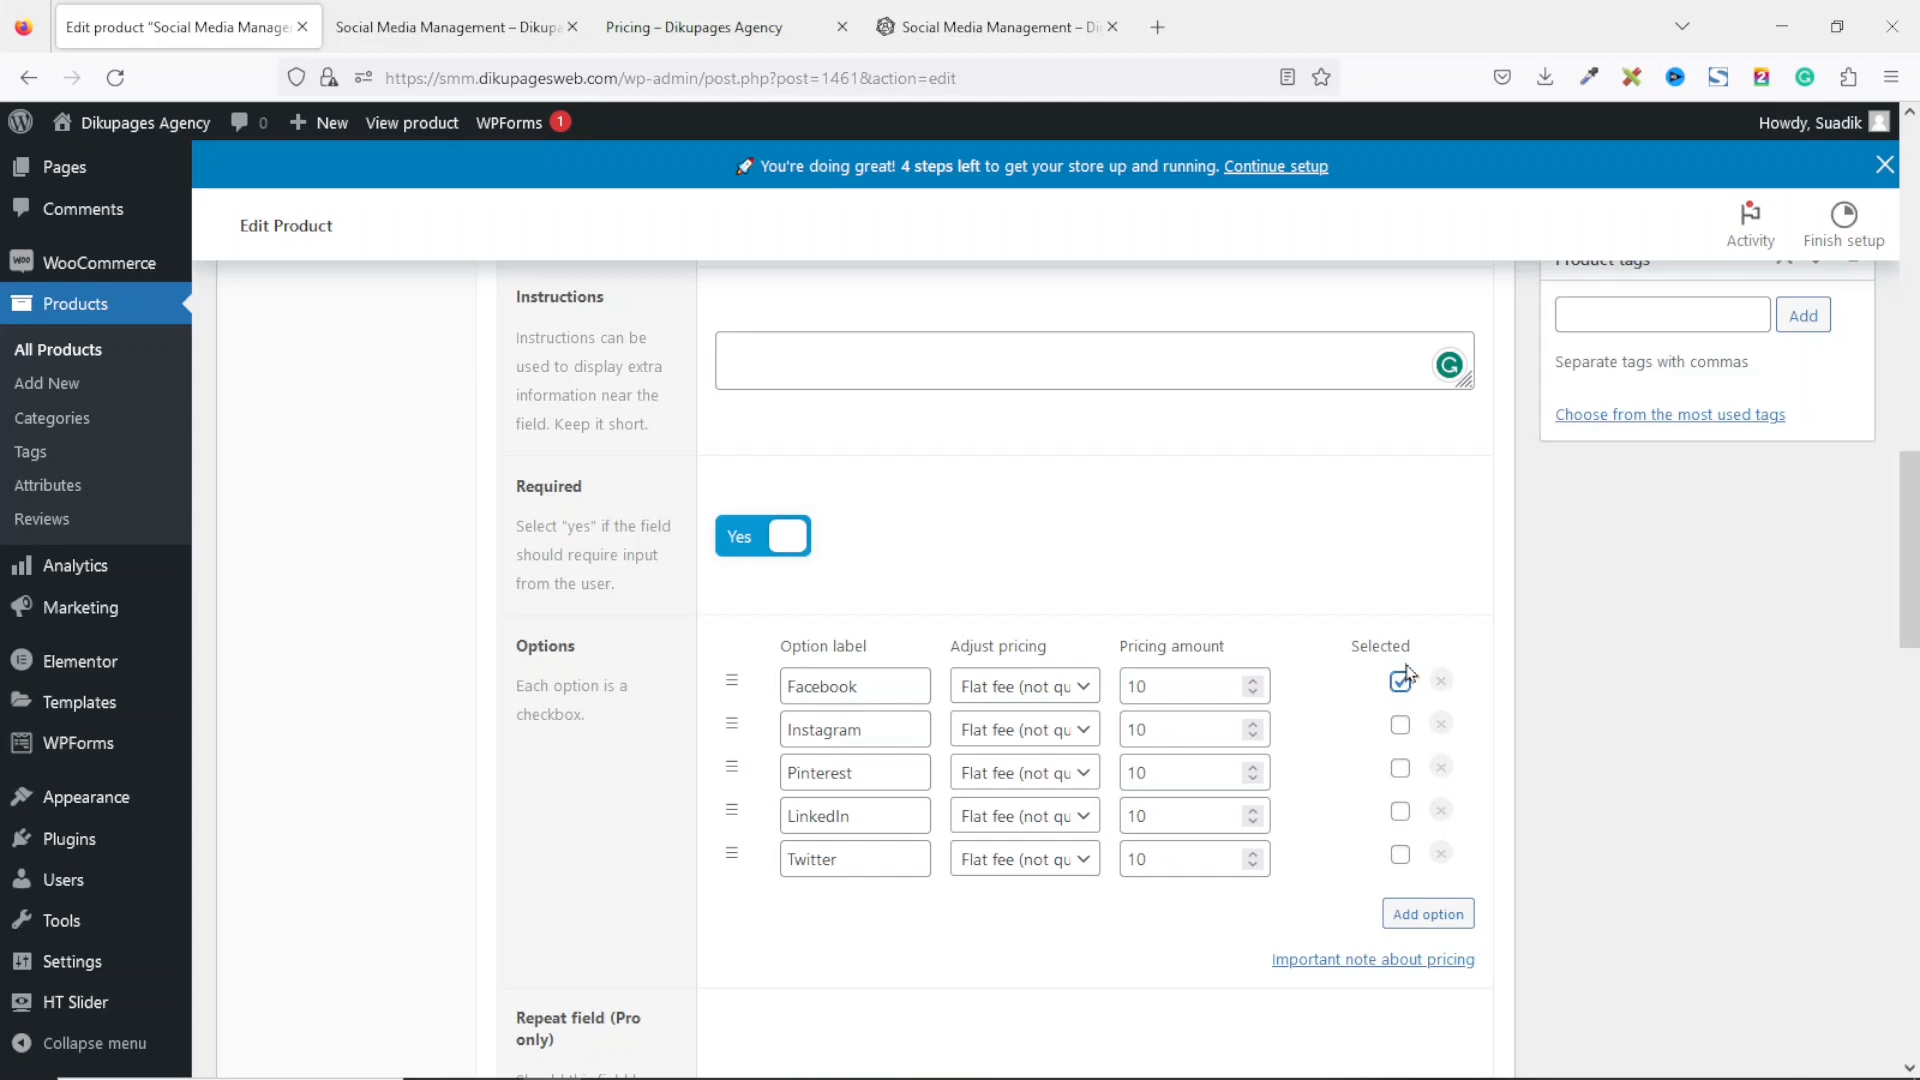 Edit product "Social Media Manage
Social Media Management – Dikupa
Pricing – Dikupages Agency
Social Media Management – Di
https://smm.dikupagesweb.com/wp-admin/post.php?post=1461&action=edit
Dikupages Agency
0
New
View product
WPForms 1
Howdy, Suadik
🚀 You're doing great! 4 steps left to get your store up and running. Continue setup
Edit Product
Activity
Finish setup
Pages
Comments
WooCommerce
Products
All Products
Add New
Categories
Tags
Attributes
Reviews
Analytics
Marketing
Elementor
Templates
WPForms
Appearance
Plugins
Users
Tools
Settings
HT Slider
Collapse menu
Instructions
Instructions can be
used to display extra
information near the
field. Keep it short.
Required
Select "yes" if the field
should require input
from the user.
Yes
Options
Each option is a
checkbox.
Option label Adjust pricing Pricing amount Selected
Facebook Flat fee (not qu 10
Instagram Flat fee (not qu 10
Pinterest Flat fee (not qu 10
LinkedIn Flat fee (not qu 10
Twitter Flat fee (not qu 10
Add option
Important note about pricing
Repeat field (Pro
only)
Product tags
Add
Separate tags with commas
Choose from the most used tags